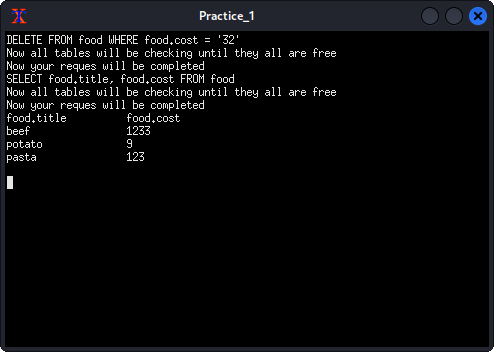 Practice_1
DELETE FROM food WHERE food.cost = '32'
Now all tables will be checking until they all are free
Now your reques will be completed
SELECT food.title, food.cost FROM food
Now all tables will be checking until they all are free
Now your reques will be completed
food.title food.cost
beef 1233
potato 9
pasta 123